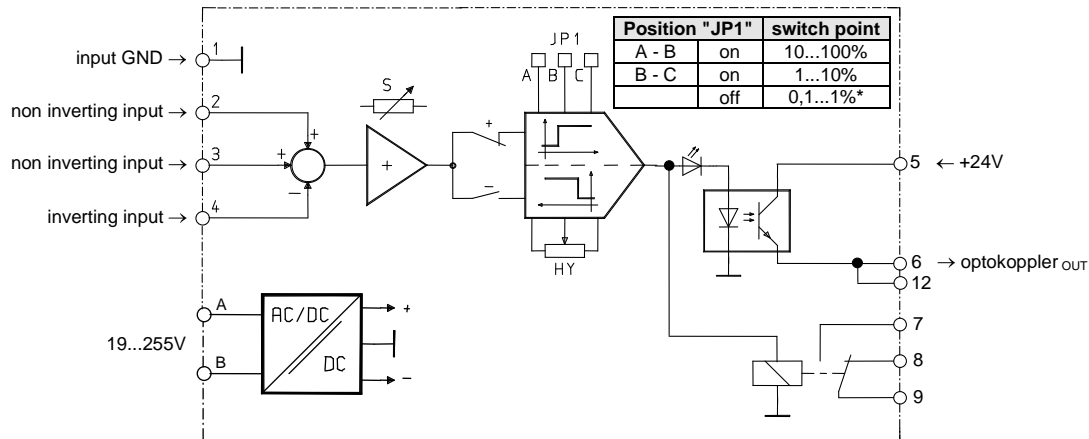 Position "JP1" switch point
A - B on 10...100%
B - C on 1...10%
off 0,1...1%*
JP1
A B C
input GND → 1
non inverting input → 2
non inverting input → 3
inverting input → 4
+
+
−
S
+
+
−
HY
5 ← +24V
6 → optokoppler OUT
12
7
8
9
19...255V
A
B
AC/DC
DC
+
−